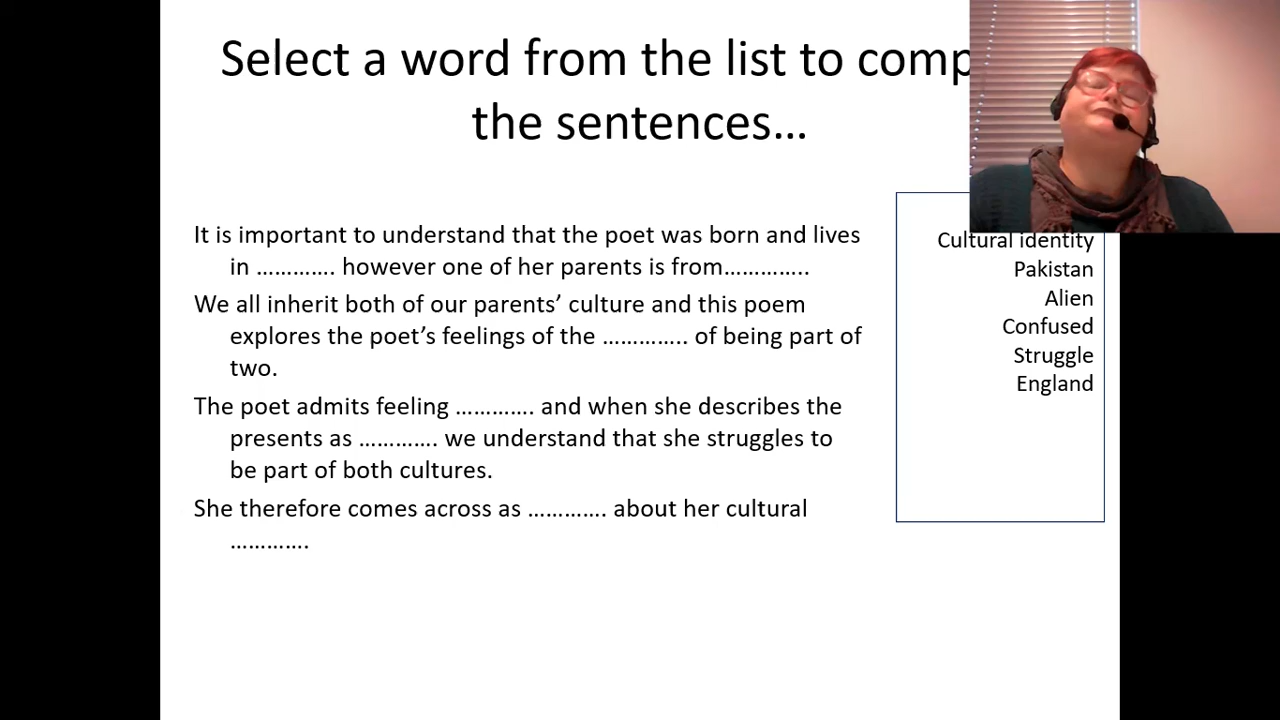 Select a word from the list to comp
the sentences…
It is important to understand that the poet was born and lives
in …………. however one of her parents is from…………..
We all inherit both of our parents’ culture and this poem
explores the poet’s feelings of the ………….. of being part of
two.
The poet admits feeling …………. and when she describes the
presents as …………. we understand that she struggles to
be part of both cultures.
She therefore comes across as …………. about her cultural
………….
Cultural identity
Pakistan
Alien
Confused
Struggle
England